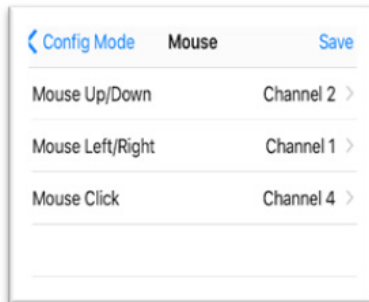 Config Mode Mouse Save
Mouse Up/Down Channel 2
Mouse Left/Right Channel 1
Mouse Click Channel 4